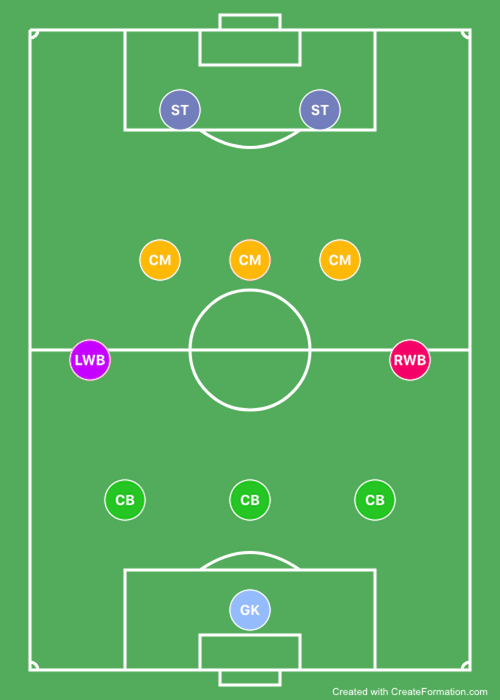 ST ST
CM CM CM
LWB RWB
CB CB CB
GK
Created with CreateFormation.com